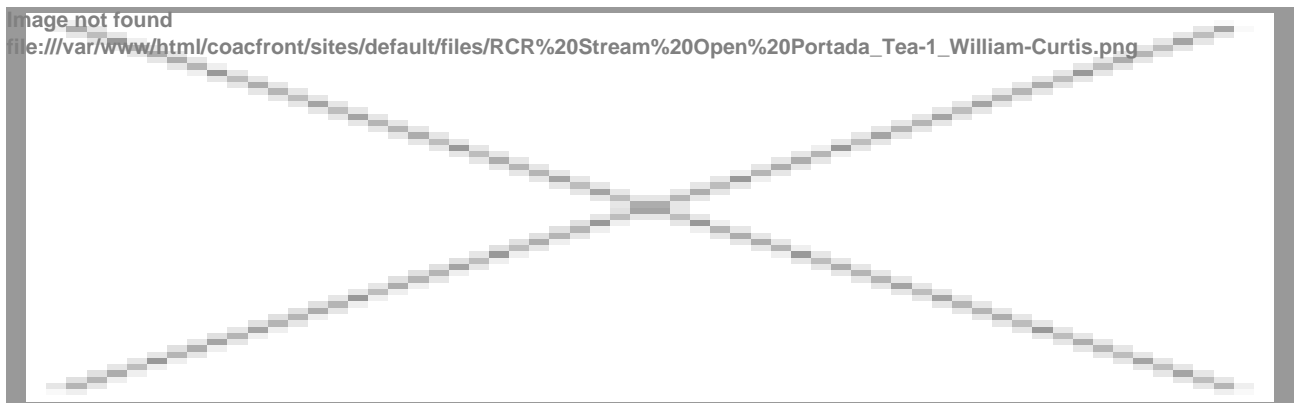 Image not found
file:///var/www/html/coacfront/sites/default/files/RCR%20Stream%20Open%20Portada_Tea-1_William-Curtis.png